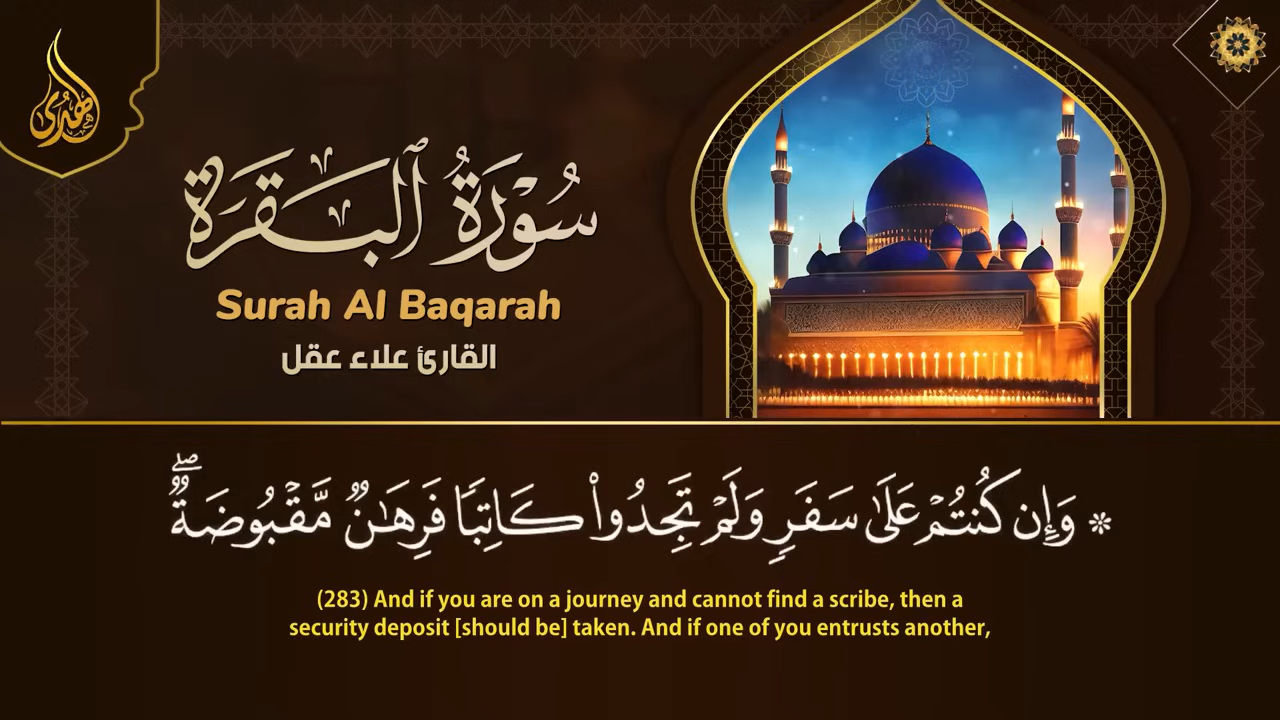 الهدى
سُورَةُ ٱلْبَقَرَةِ
Surah Al Baqarah
القارئ علاء عقل
* وَإِن كُنتُمْ عَلَىٰ سَفَرٍ وَلَمْ تَجِدُوا۟ كَاتِبًا فَرِهَـٰنٌ مَّقْبُوضَةٌ ۖ
(283) And if you are on a journey and cannot find a scribe, then a
security deposit [should be] taken. And if one of you entrusts another,